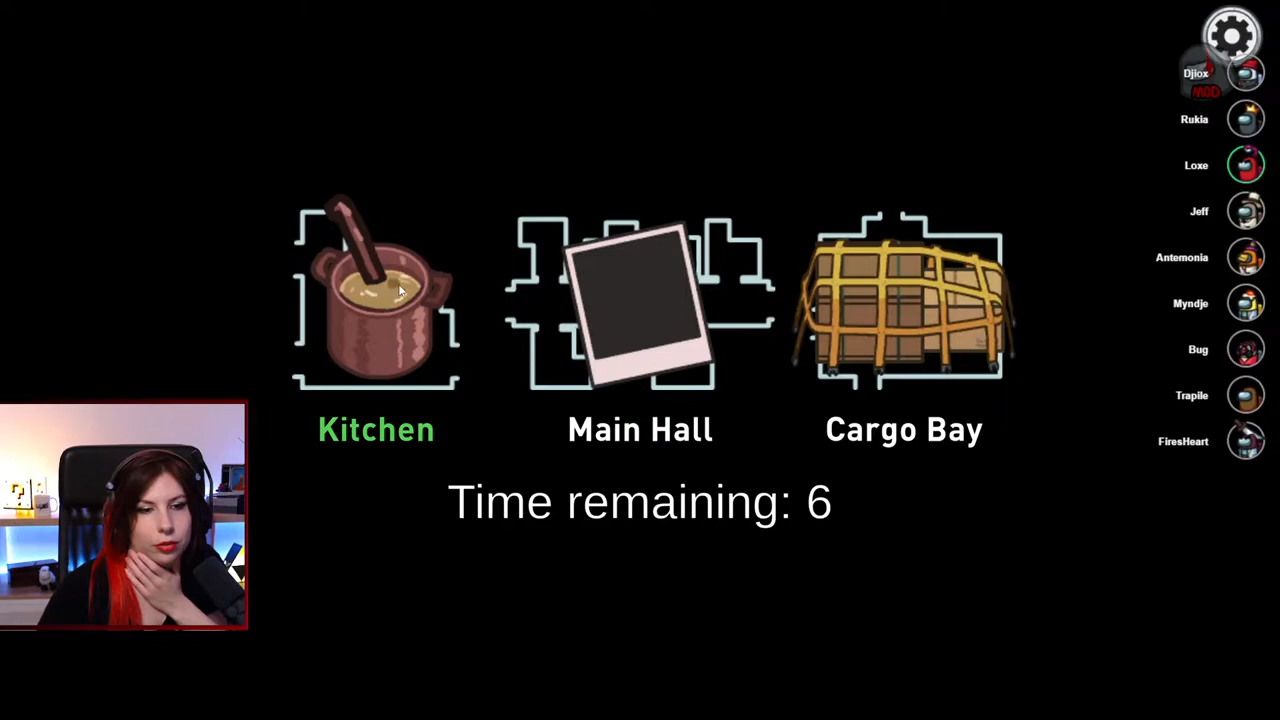 Djiox
MOD
Rukia
Loxe
Jeff
Antemonia
Myndje
Bug
Trapile
FiresHeart
Kitchen
Main Hall
Cargo Bay
Time remaining: 6